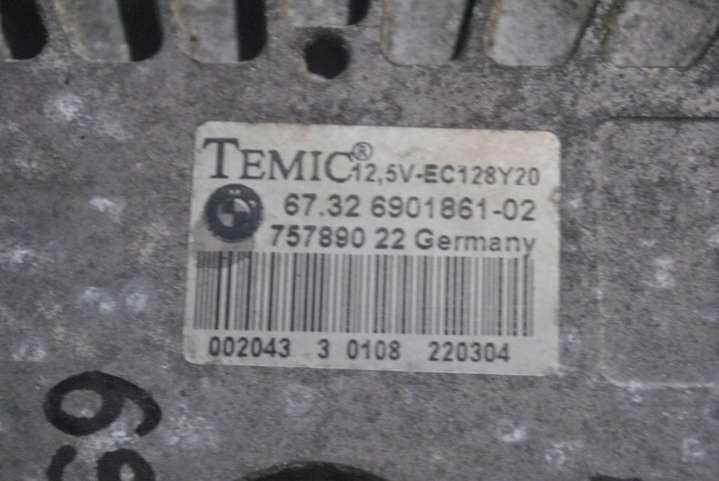 TEMIC® 12,5V-EC128Y20
67.32 6901861-02
757890 22 Germany
002043 3 0108 220304